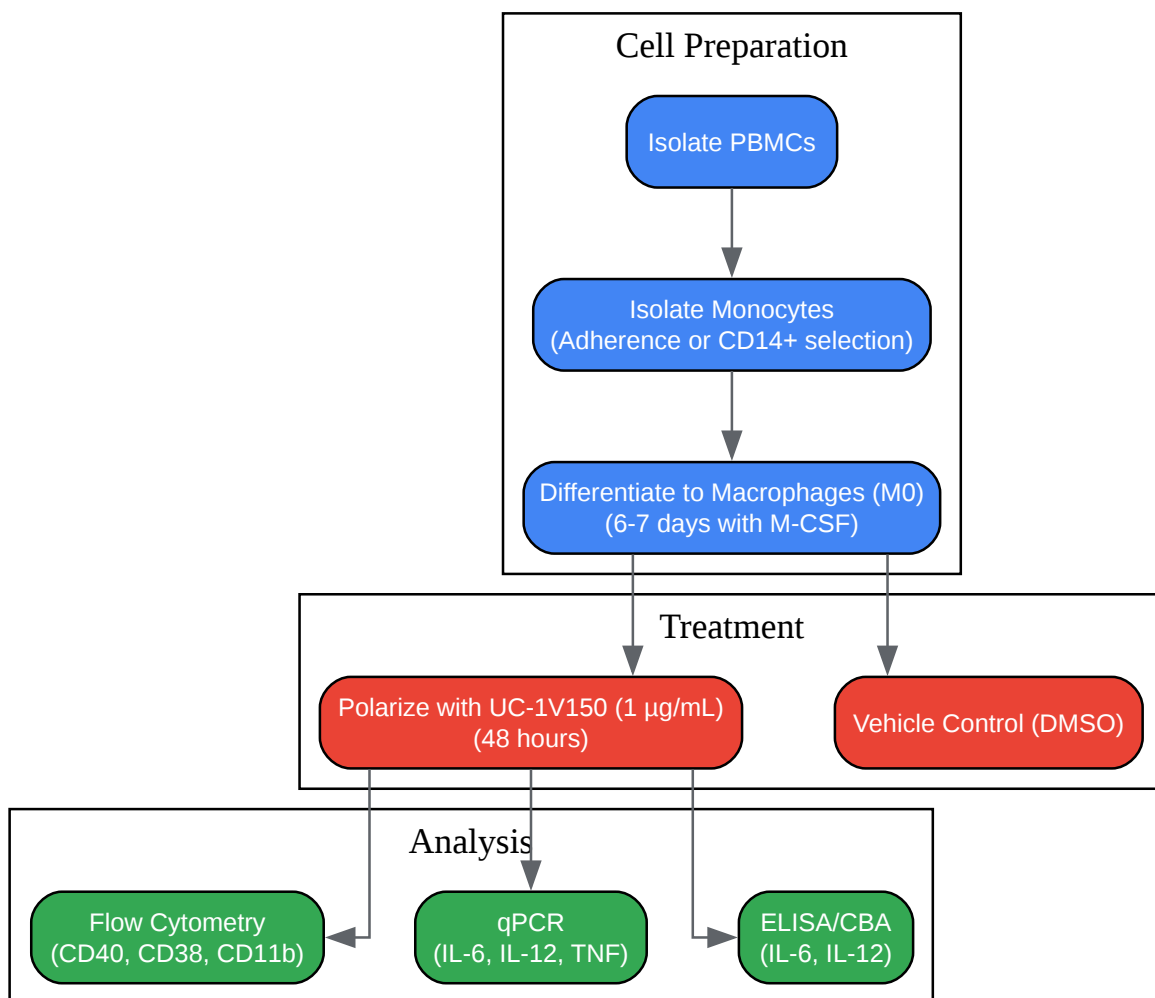 Cell Preparation
Isolate PBMCs
Isolate Monocytes
(Adherence or CD14+ selection)
Differentiate to Macrophages (M0)
(6-7 days with M-CSF)
Treatment
Polarize with UC-1V150 (1 µg/mL)
(48 hours)
Vehicle Control (DMSO)
Analysis
Flow Cytometry
(CD40, CD38, CD11b)
qPCR
(IL-6, IL-12, TNF)
ELISA/CBA
(IL-6, IL-12)